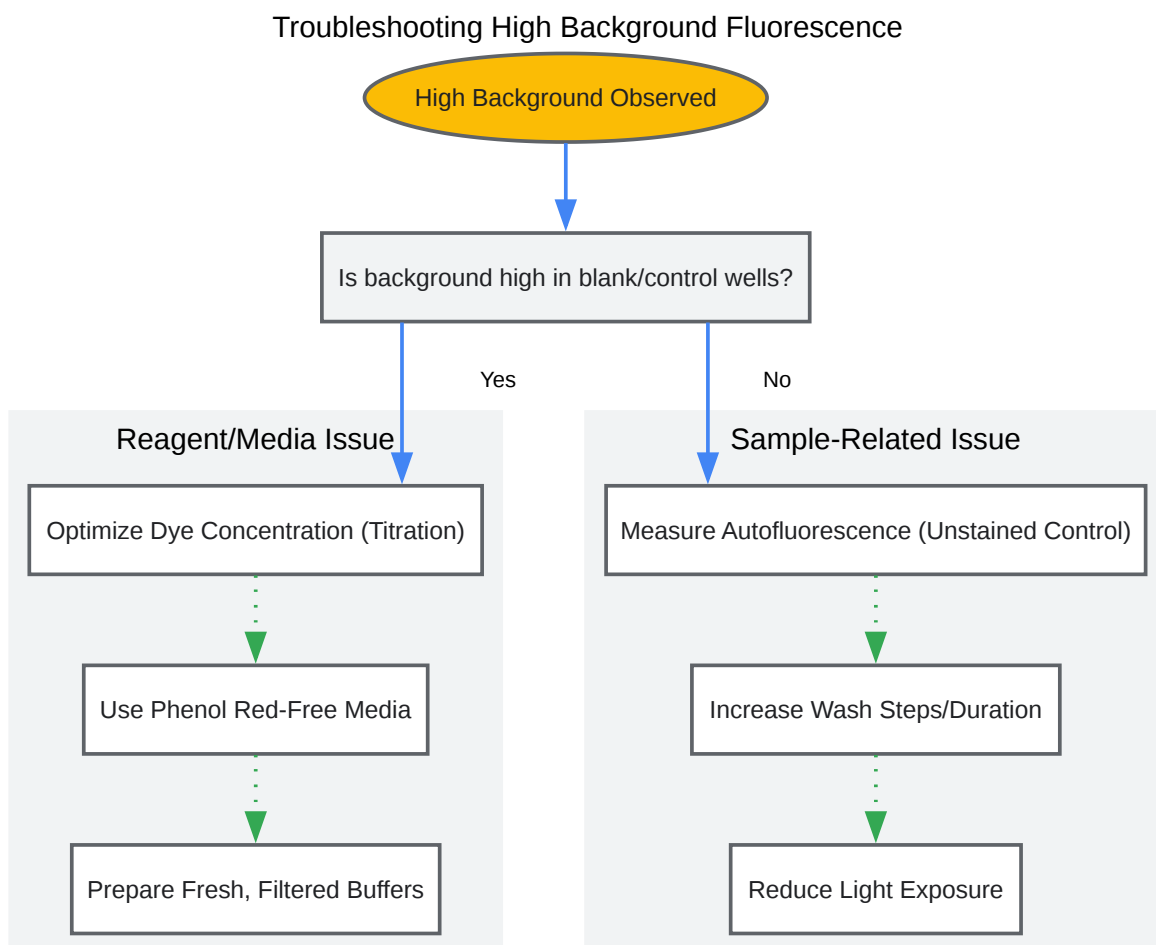 Troubleshooting High Background Fluorescence
High Background Observed
Is background high in blank/control wells?
Yes
No
Reagent/Media Issue
Optimize Dye Concentration (Titration)
Use Phenol Red-Free Media
Prepare Fresh, Filtered Buffers
Sample-Related Issue
Measure Autofluorescence (Unstained Control)
Increase Wash Steps/Duration
Reduce Light Exposure